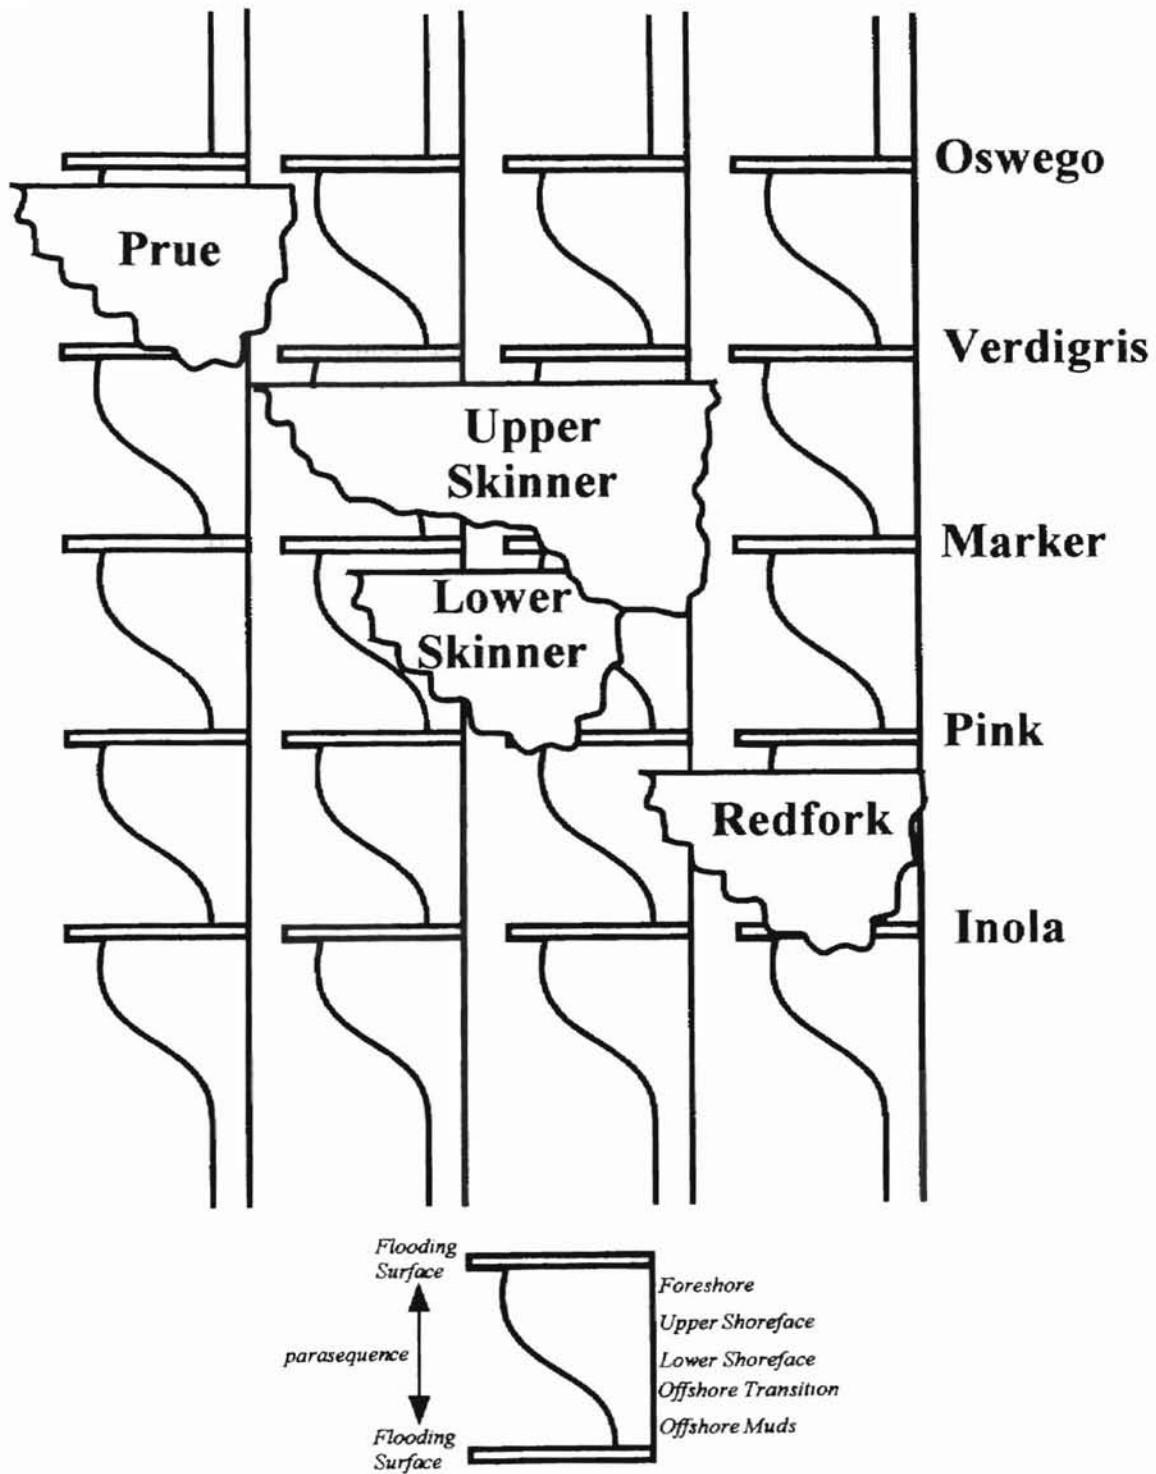 Oswego
Prue
Verdigris
Upper
Skinner
Marker
Lower
Skinner
Pink
Redfork
Inola
Flooding
Surface
Foreshore
Upper Shoreface
parasequence
Lower Shoreface
Offshore Transition
Offshore Muds
Flooding
Surface